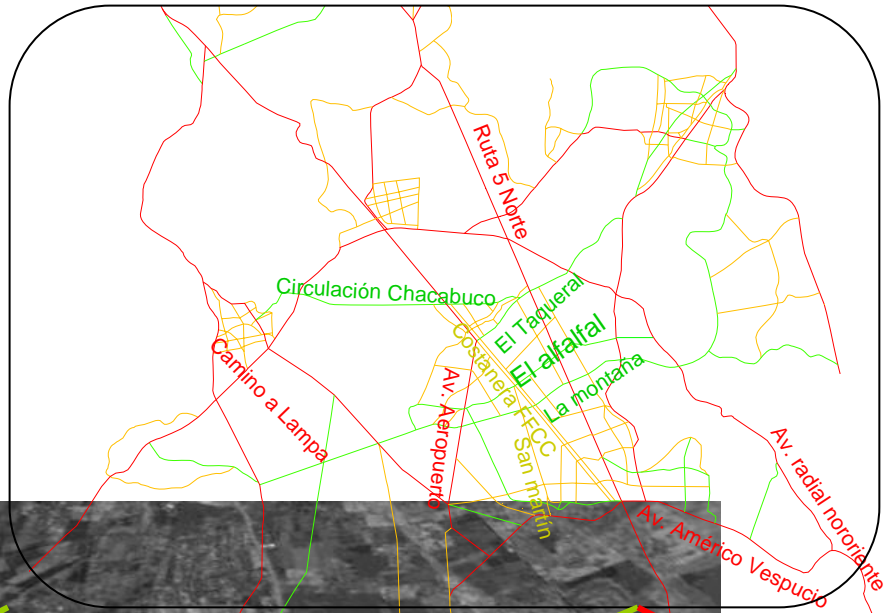 Ruta 5 Norte
Circulación Chacabuco
El Taqueral
El alfalfal
Costanera FFCC
La montaña
Camino a Lampa
Av. Aeropuerto
San martín
Av. radial nororiente
Av. Américo Vespucio